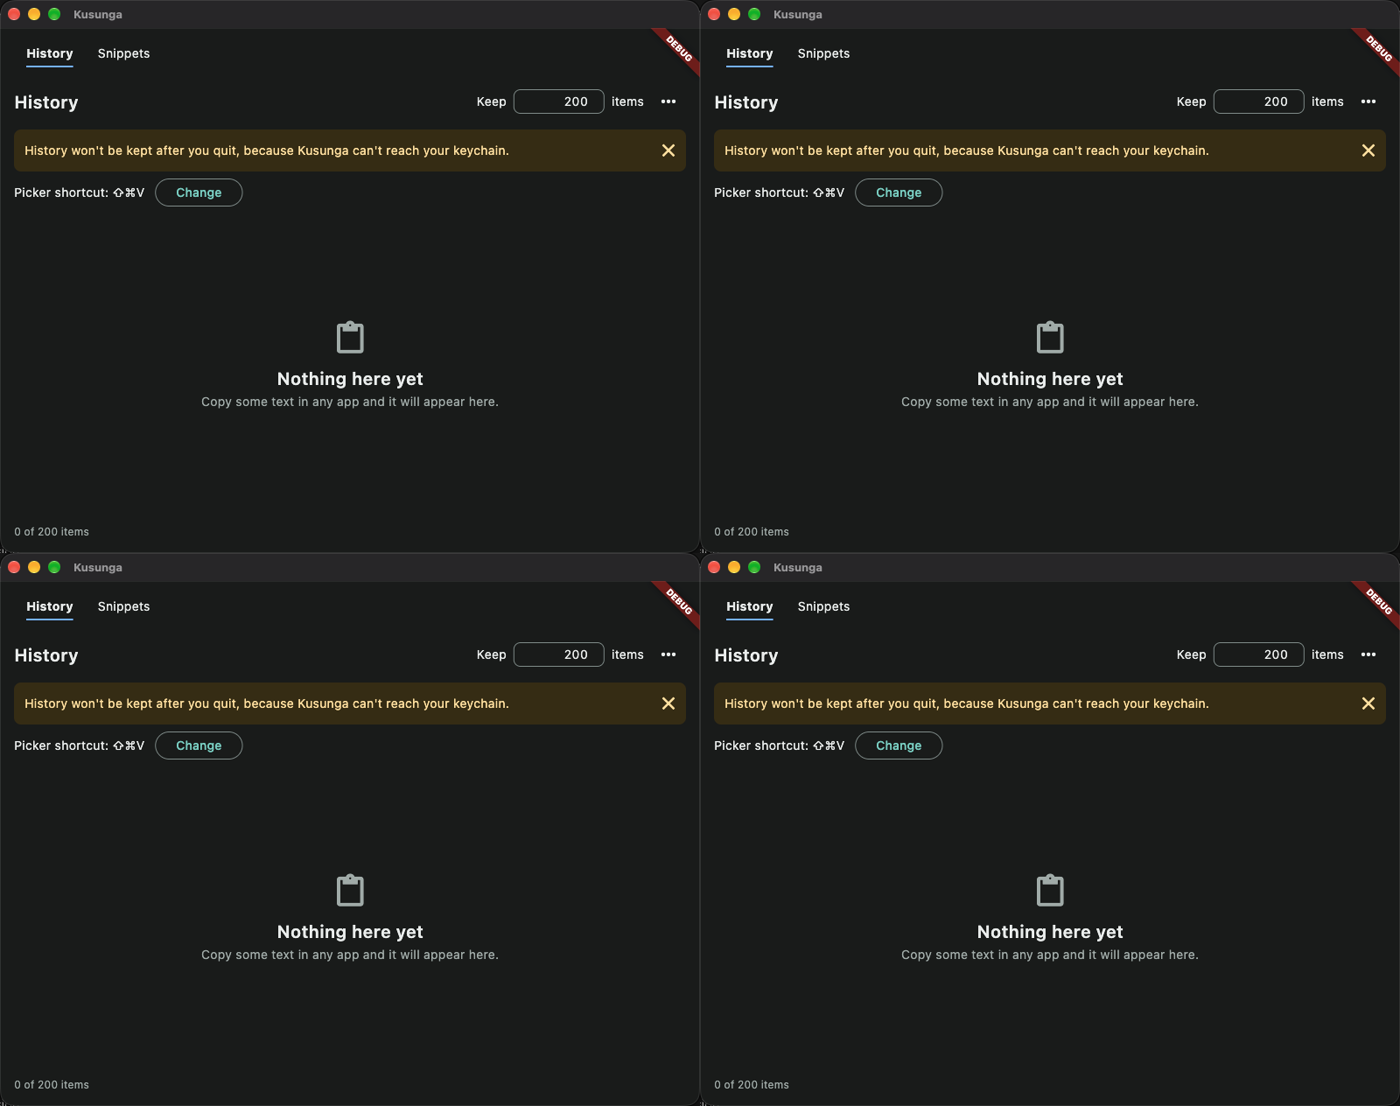 Kusunga
History Snippets
DEBUG
History Keep 200 items •••
History won't be kept after you quit, because Kusunga can't reach your keychain.
Picker shortcut: ⇧⌘V Change
Nothing here yet
Copy some text in any app and it will appear here.
0 of 200 items
Kusunga
History Snippets
DEBUG
History Keep 200 items •••
History won't be kept after you quit, because Kusunga can't reach your keychain.
Picker shortcut: ⇧⌘V Change
Nothing here yet
Copy some text in any app and it will appear here.
0 of 200 items
Kusunga
History Snippets
DEBUG
History Keep 200 items •••
History won't be kept after you quit, because Kusunga can't reach your keychain.
Picker shortcut: ⇧⌘V Change
Nothing here yet
Copy some text in any app and it will appear here.
0 of 200 items
Kusunga
History Snippets
DEBUG
History Keep 200 items •••
History won't be kept after you quit, because Kusunga can't reach your keychain.
Picker shortcut: ⇧⌘V Change
Nothing here yet
Copy some text in any app and it will appear here.
0 of 200 items